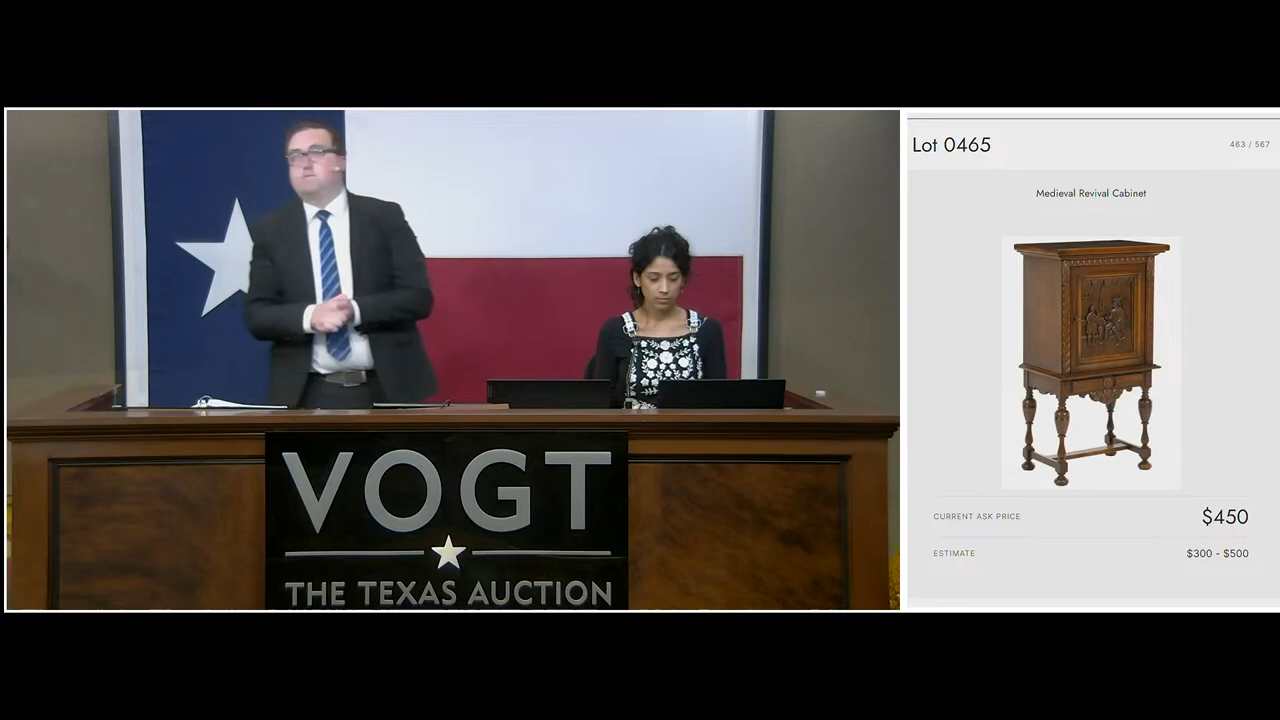 VOGT
THE TEXAS AUCTION
Lot 0465
463 / 567
Medieval Revival Cabinet
CURRENT ASK PRICE
$450
ESTIMATE
$300 - $500